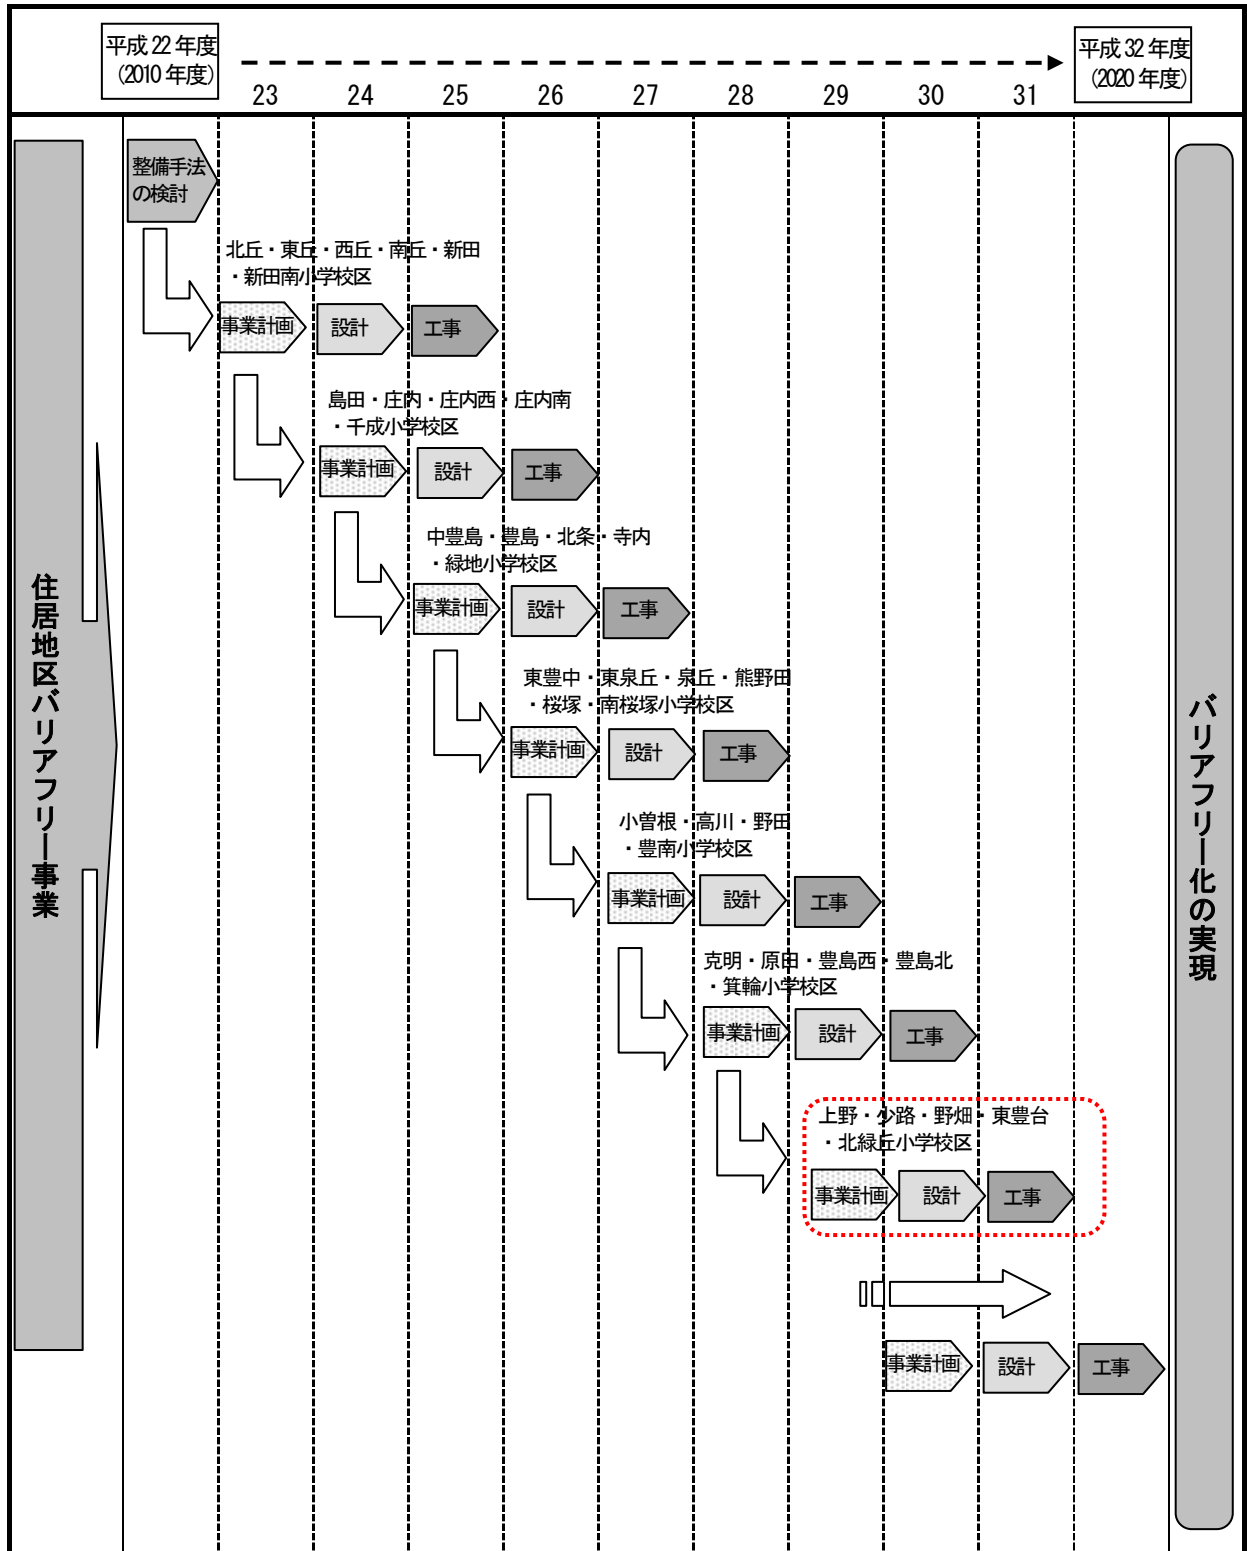 平成22年度
(2010年度)
平成32年度
(2020年度)
23 24 25 26 27 28 29 30 31
住居地区バリアフリー事業
整備手法
の検討
北丘・東丘・西丘・南丘・新田
・新田南小学校区
事業計画 設計 工事
島田・庄内・庄内西・庄内南
・千成小学校区
事業計画 設計 工事
中豊島・豊島・北条・寺内
・緑地小学校区
事業計画 設計 工事
東豊中・東泉丘・泉丘・熊野田
・桜塚・南桜塚小学校区
事業計画 設計 工事
小曽根・高川・野田
・豊南小学校区
事業計画 設計 工事
克明・原田・豊島西・豊島北
・箕輪小学校区
事業計画 設計 工事
上野・少路・野畑・東豊台
・北緑丘小学校区
事業計画 設計 工事
事業計画 設計 工事
バリアフリー化の実現